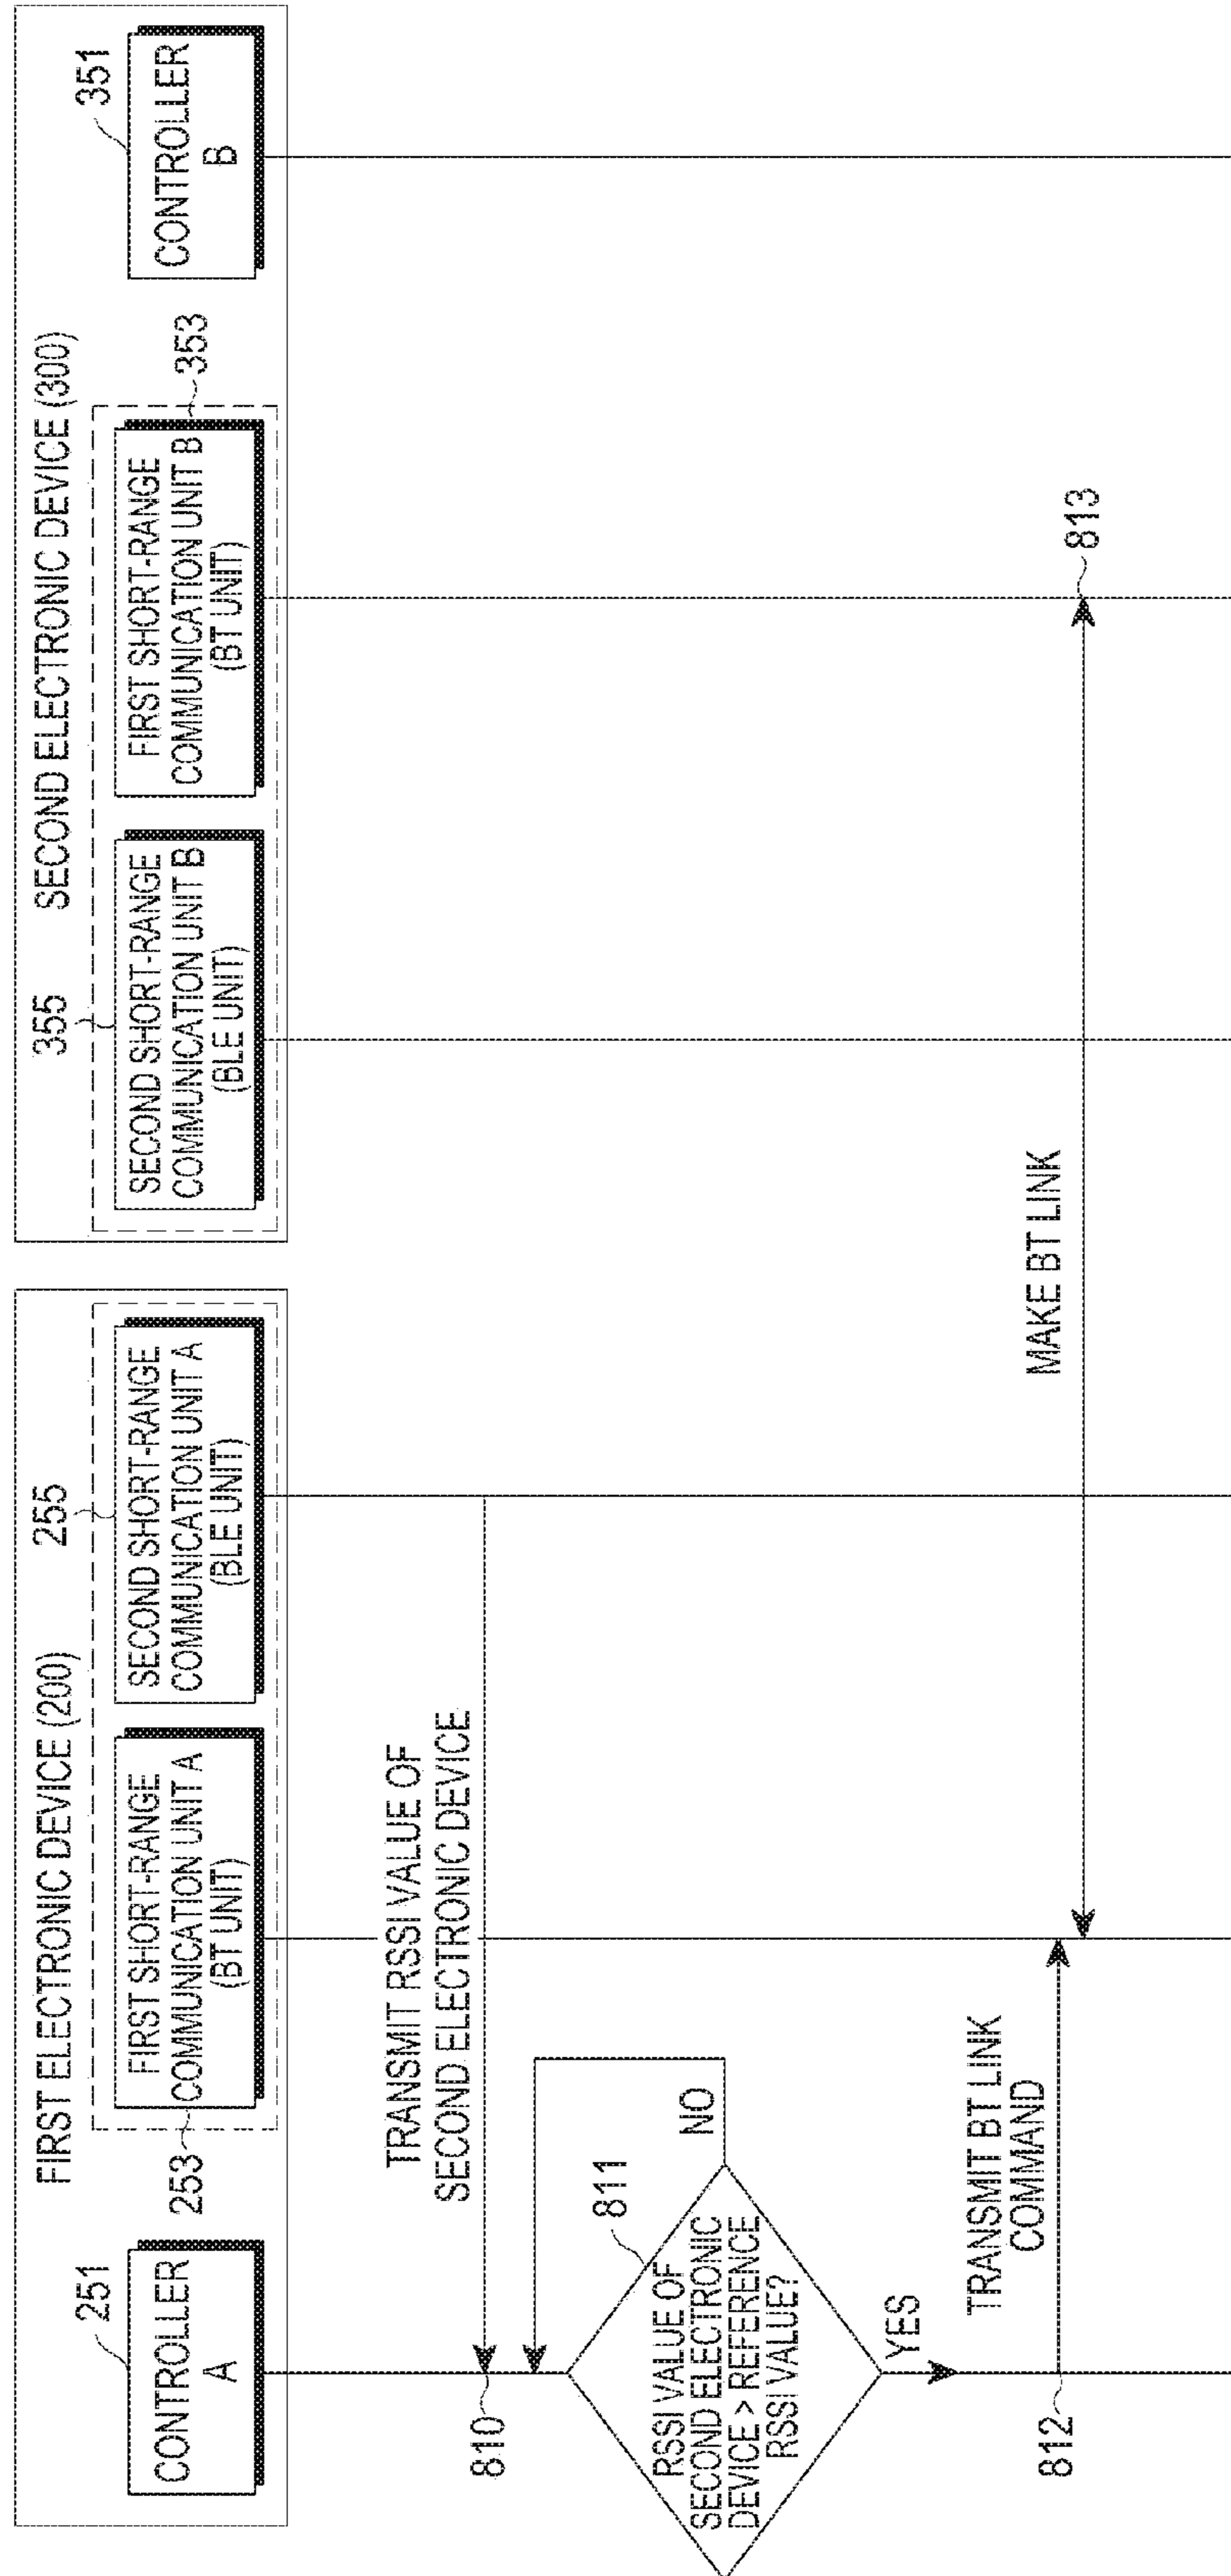 FIRST ELECTRONIC DEVICE (200)
251
CONTROLLER
A
253
FIRST SHORT-RANGE
COMMUNICATION UNIT A
(BT UNIT)
255
SECOND SHORT-RANGE
COMMUNICATION UNIT A
(BLE UNIT)
SECOND ELECTRONIC DEVICE (300)
355
SECOND SHORT-RANGE
COMMUNICATION UNIT B
(BLE UNIT)
353
FIRST SHORT-RANGE
COMMUNICATION UNIT B
(BT UNIT)
351
CONTROLLER
B
TRANSMIT RSSI VALUE OF
SECOND ELECTRONIC DEVICE
810
811
RSSI VALUE OF
SECOND ELECTRONIC
DEVICE > REFERENCE
RSSI VALUE?
NO
YES
TRANSMIT BT LINK
COMMAND
812
MAKE BT LINK
813